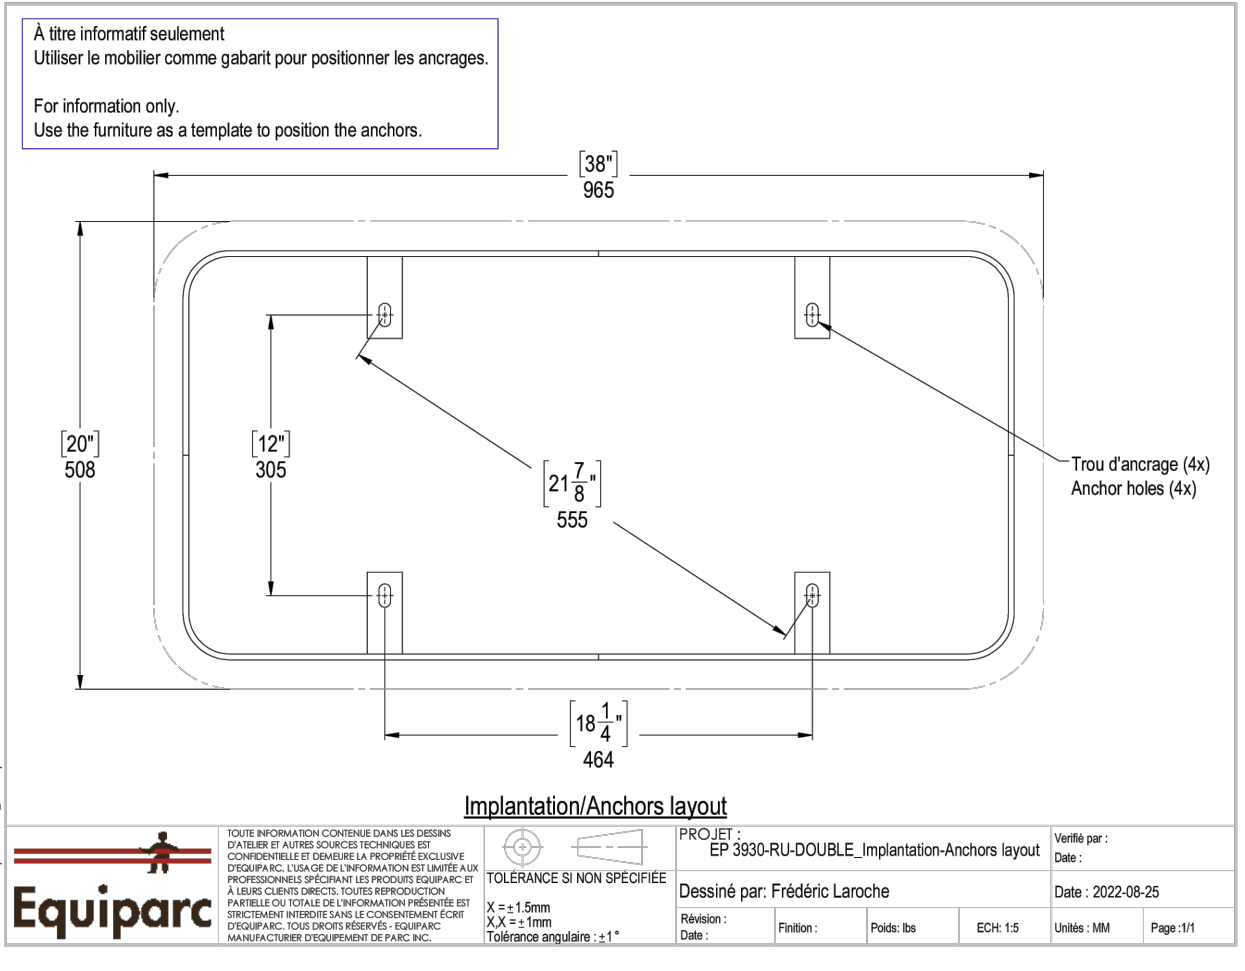 À titre informatif seulement
Utiliser le mobilier comme gabarit pour positionner les ancrages.
For information only.
Use the furniture as a template to position the anchors.
[38"]
965
[20"]
508
[12"]
305
[21 7/8"]
555
Trou d'ancrage (4x)
Anchor holes (4x)
[18 1/4"]
464
Implantation/Anchors layout
Equiparc
TOUTE INFORMATION CONTENUE DANS LES DESSINS
D'ATELIER ET AUTRES SOURCES TECHNIQUES EST
CONFIDENTIELLE ET DEMEURE LA PROPRIÉTÉ EXCLUSIVE
D'EQUIPARC. L'USAGE DE L'INFORMATION EST LIMITÉE AUX
PROFESSIONNELS SPÉCIFIANT LES PRODUITS EQUIPARC ET
À LEURS CLIENTS DIRECTS. TOUTES REPRODUCTION
PARTIELLE OU TOTALE DE L'INFORMATION PRÉSENTÉE EST
STRICTEMENT INTERDITE SANS LE CONSENTEMENT ÉCRIT
D'EQUIPARC. TOUS DROITS RÉSERVÉS - EQUIPARC
MANUFACTURIER D'EQUIPEMENT DE PARC INC.
TOLÉRANCE SI NON SPÉCIFIÉE
X = ± 1.5mm
X,X = ± 1mm
Tolérance angulaire : ±1°
PROJET :
EP 3930-RU-DOUBLE_Implantation-Anchors layout
Vérifié par :
Date :
Dessiné par: Frédéric Laroche
Date : 2022-08-25
Révision :
Date :
Finition :
Poids: lbs
ECH: 1:5
Unités : MM
Page :1/1